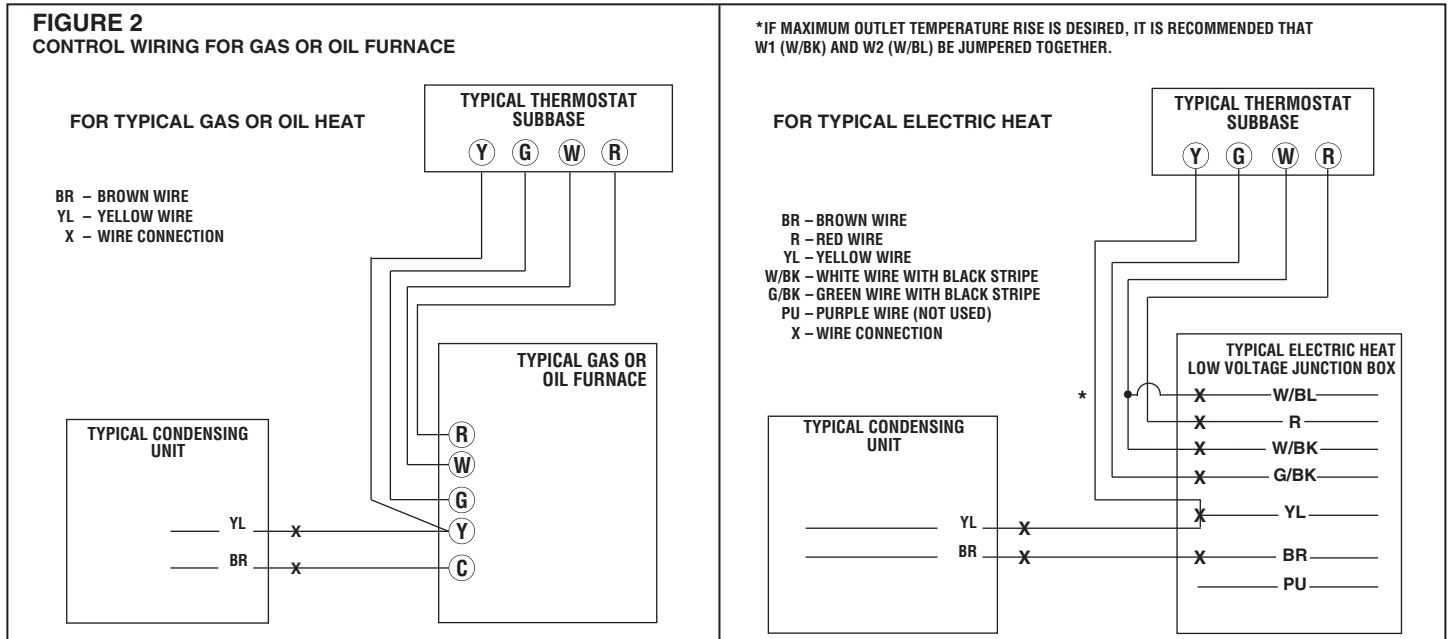 FIGURE 2
CONTROL WIRING FOR GAS OR OIL FURNACE
FOR TYPICAL GAS OR OIL HEAT
TYPICAL THERMOSTAT
SUBBASE
Y G W R
BR – BROWN WIRE
YL – YELLOW WIRE
X – WIRE CONNECTION
TYPICAL GAS OR
OIL FURNACE
R
W
G
Y
C
TYPICAL CONDENSING
UNIT
YL X
BR X
*IF MAXIMUM OUTLET TEMPERATURE RISE IS DESIRED, IT IS RECOMMENDED THAT
W1 (W/BK) AND W2 (W/BL) BE JUMPERED TOGETHER.
FOR TYPICAL ELECTRIC HEAT
TYPICAL THERMOSTAT
SUBBASE
Y G W R
BR – BROWN WIRE
R – RED WIRE
YL – YELLOW WIRE
W/BK – WHITE WIRE WITH BLACK STRIPE
G/BK – GREEN WIRE WITH BLACK STRIPE
PU – PURPLE WIRE (NOT USED)
X – WIRE CONNECTION
TYPICAL ELECTRIC HEAT
LOW VOLTAGE JUNCTION BOX
* X W/BL
X R
X W/BK
X G/BK
X YL
X BR
PU
TYPICAL CONDENSING
UNIT
YL X
BR X